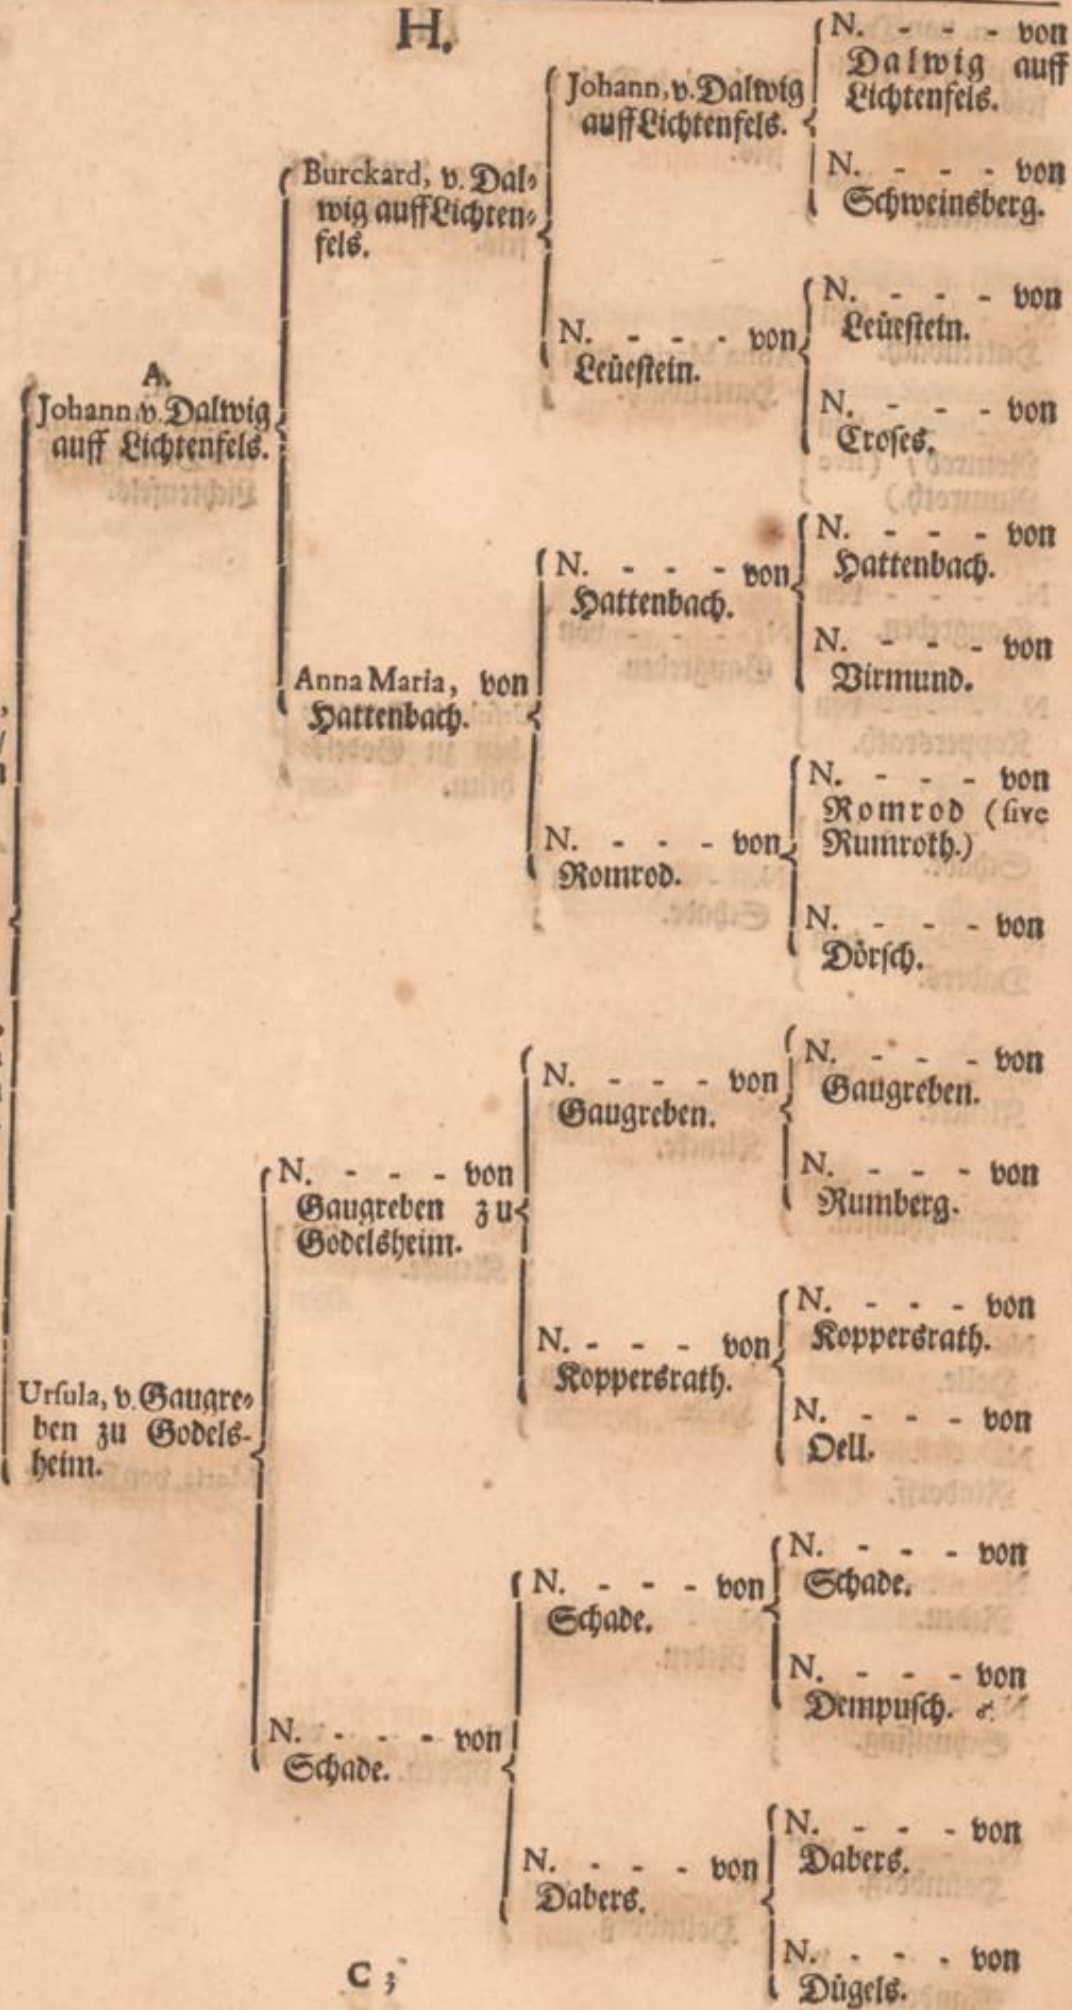 H.
A.
Johann v. Dalwig
auff Lichtenfels.
Ursula, v. Gaugre-
ben zu Godels-
heim.
Burckard, v. Dal-
wig auff Lichten-
fels.
Anna Maria, von
Hattenbach.
N. - - - von
Gaugreben zu
Godelsheim.
N. - - - von
Schade.
Johann, v. Dalwig
auff Lichtenfels.
N. - - - von
Leüestein.
N. - - - von
Hattenbach.
N. - - - von
Romrod.
N. - - - von
Gaugreben.
N. - - - von
Koppersrath.
N. - - - von
Schade.
N. - - - von
Dabers.
N. - - - von
Dalwig auff
Lichtenfels.
N. - - - von
Schweinsberg.
N. - - - von
Leüestein.
N. - - - von
Croses.
N. - - - von
Hattenbach.
N. - - - von
Virmund.
N. - - - von
Romrod (sive
Rumroth.)
N. - - - von
Dörsch.
N. - - - von
Gaugreben.
N. - - - von
Rumberg.
N. - - - von
Koppersrath.
N. - - - von
Oell.
N. - - - von
Schade.
N. - - - von
Dempusch.
N. - - - von
Dabers.
N. - - - von
Dügels.
C 3